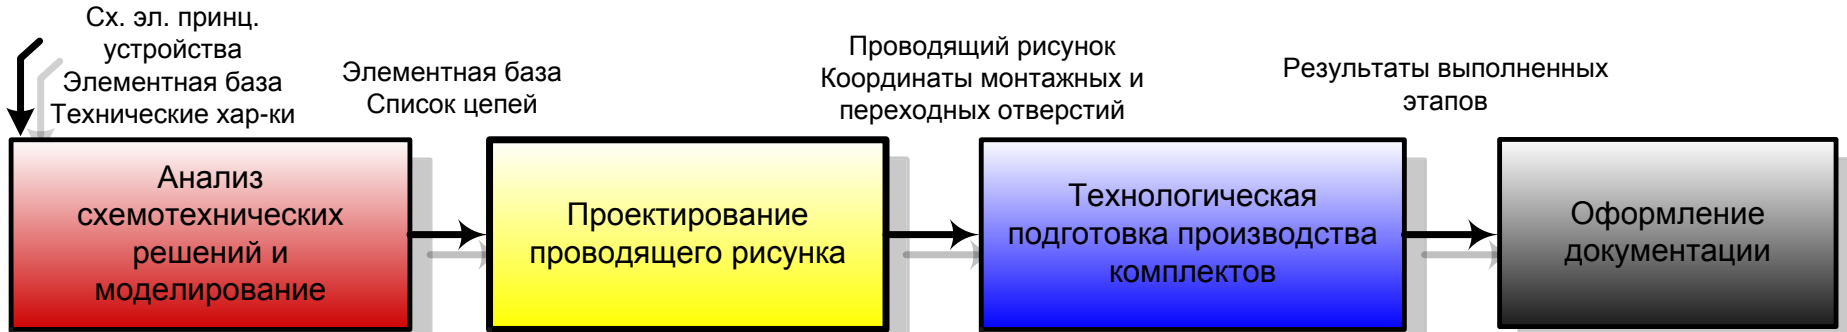 Сх. эл. принц.
устройства
Элементная база
Технические хар-ки
Элементная база
Список цепей
Проводящий рисунок
Координаты монтажных и
переходных отверстий
Результаты выполненных
этапов
Анализ
схемотехнических
решений и
моделирование
Проектирование
проводящего рисунка
Технологическая
подготовка производства
комплектов
Оформление
документации